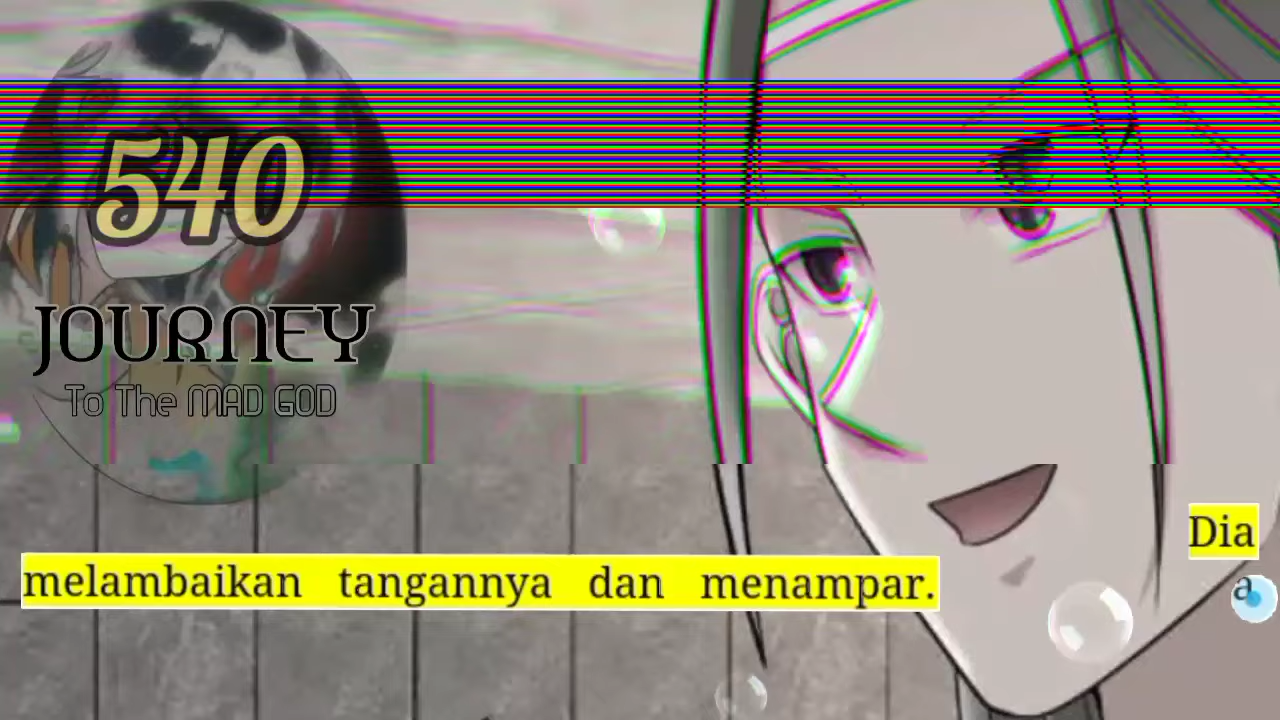 540
JOURNEY
To The MAD GOD
Dia
melambaikan tangannya dan menampar.
a